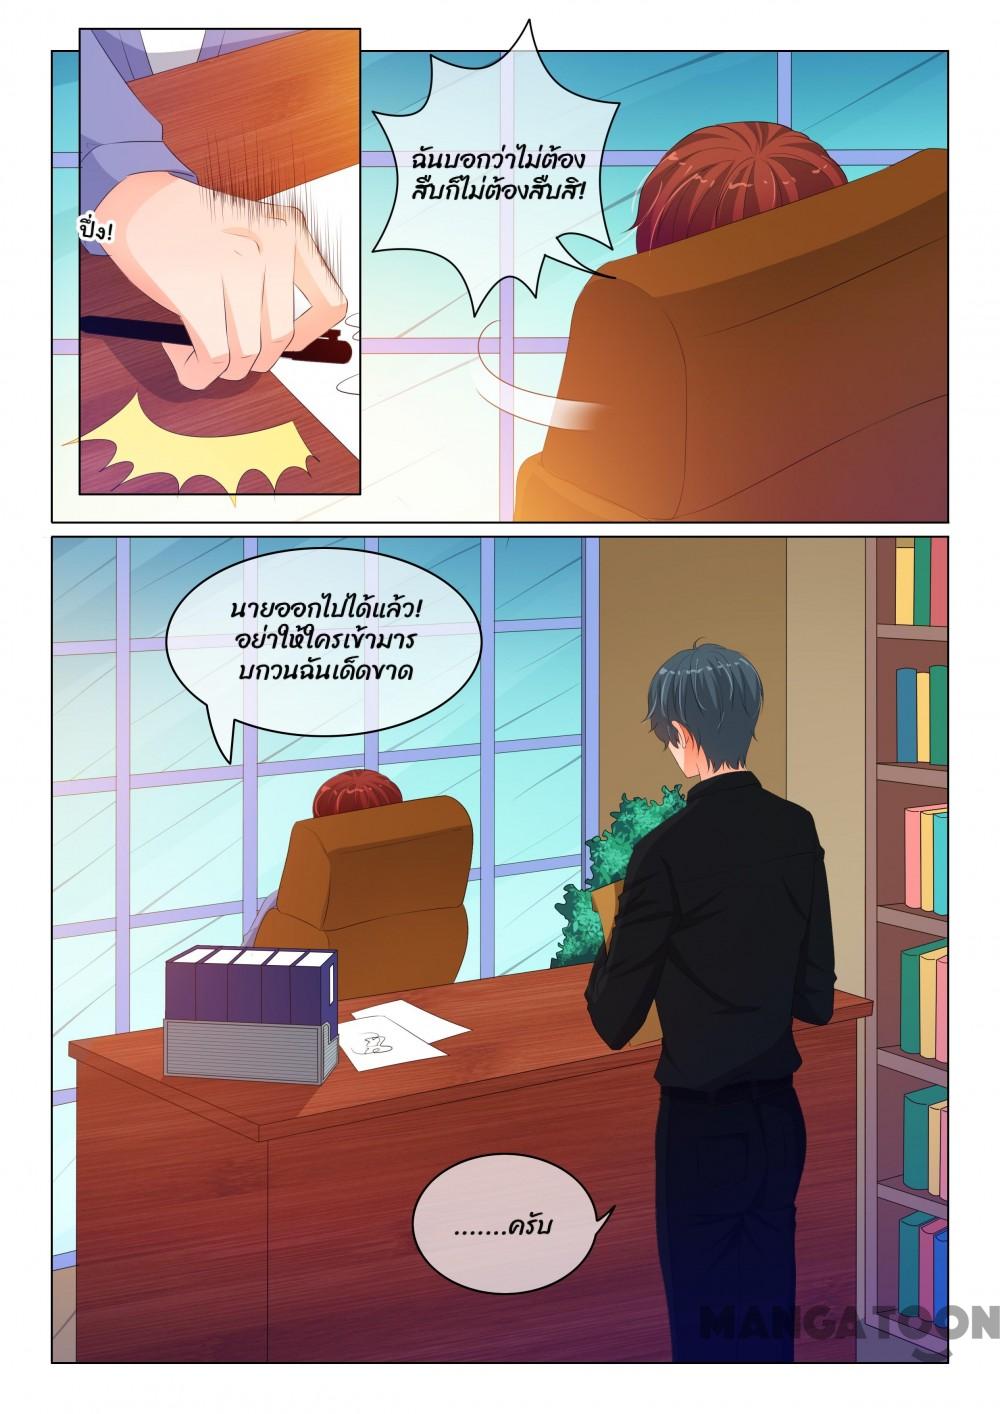 ปึ่ง!
ฉันบอกว่าไม่ต้อง
สืบก็ไม่ต้องสืบสิ!
นายออกไปได้แล้ว!
อย่าให้ใครเข้ามาร
บกวนฉันเด็ดขาด
.......ครับ
MANGATOON